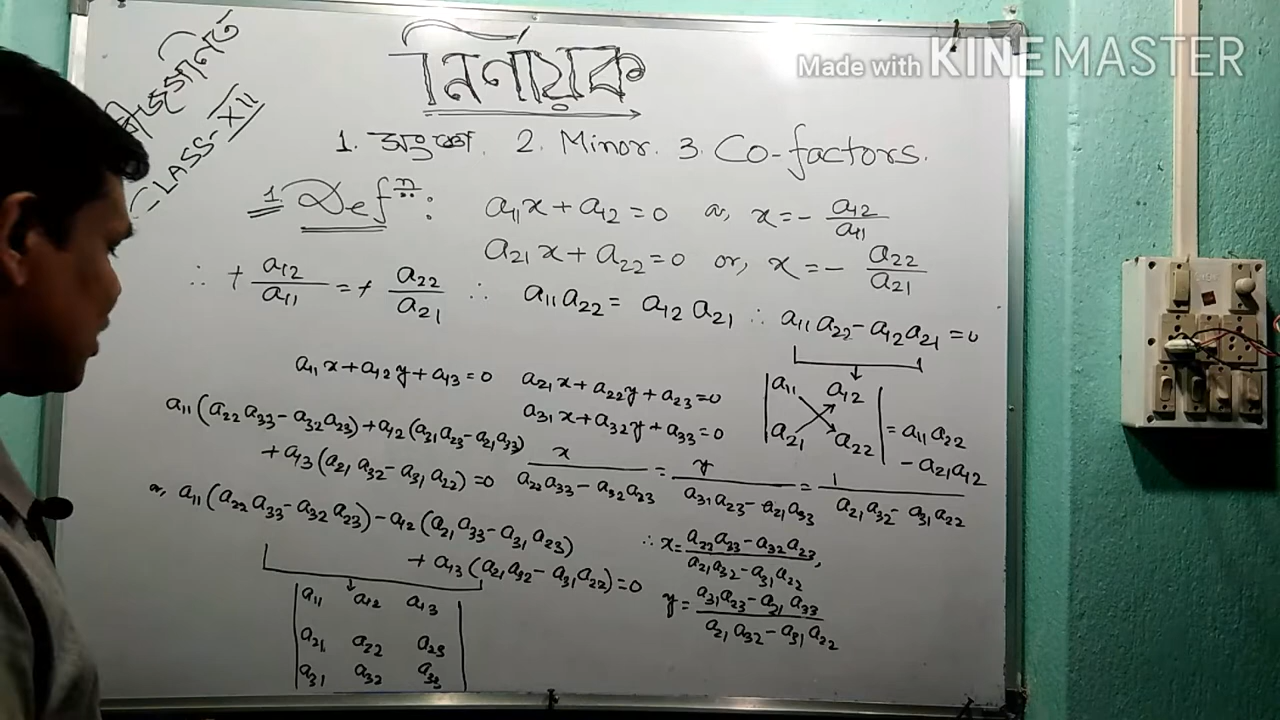 Made with KINEMASTER
CLASS-XII
নির্ণায়ক
1. 2. Minor. 3. Co-factors.
1. Defⁿ: a₁₁x + a₁₂ = 0 or, x = - a₁₂/a₁₁
a₂₁x + a₂₂ = 0 or, x = - a₂₂/a₂₁
∴ + a₁₂/a₁₁ = + a₂₂/a₂₁ ∴ a₁₁a₂₂ = a₁₂a₂₁ ∴ a₁₁a₂₂ - a₁₂a₂₁ = 0
|a₁₁ a₁₂|
|a₂₁ a₂₂| = a₁₁a₂₂ - a₂₁a₁₂
a₁₁x + a₁₂y + a₁₃ = 0 a₂₁x + a₂₂y + a₂₃ = 0
a₃₁x + a₃₂y + a₃₃ = 0
x/(a₂₂a₃₃ - a₃₂a₂₃) = y/(a₃₁a₂₃ - a₂₁a₃₃) = 1/(a₂₁a₃₂ - a₃₁a₂₂)
∴ x = (a₂₂a₃₃ - a₃₂a₂₃)/(a₂₁a₃₂ - a₃₁a₂₂),
y = (a₃₁a₂₃ - a₂₁a₃₃)/(a₂₁a₃₂ - a₃₁a₂₂)
a₁₁(a₂₂a₃₃ - a₃₂a₂₃) + a₁₂(a₃₁a₂₃ - a₂₁a₃₃)
+ a₁₃(a₂₁a₃₂ - a₃₁a₂₂) = 0
or, a₁₁(a₂₂a₃₃ - a₃₂a₂₃) - a₁₂(a₂₁a₃₃ - a₃₁a₂₃)
+ a₁₃(a₂₁a₃₂ - a₃₁a₂₂) = 0
|a₁₁ a₁₂ a₁₃|
|a₂₁ a₂₂ a₂₃|
|a₃₁ a₃₂ a₃₃|